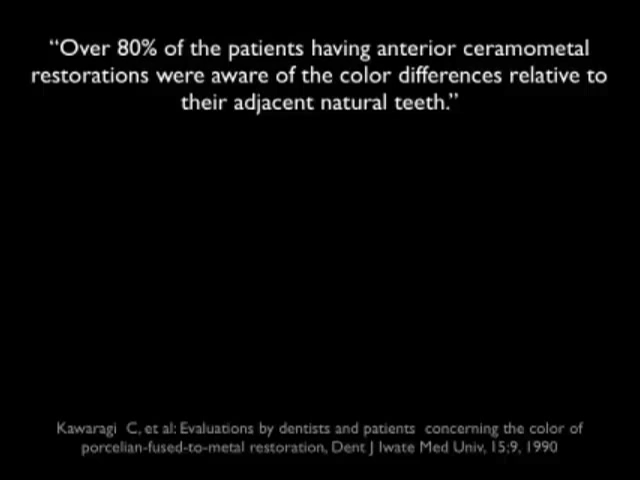 “Over 80% of the patients having anterior ceramometal
restorations were aware of the color differences relative to
their adjacent natural teeth.”
Kawaragi C, et al: Evaluations by dentists and patients concerning the color of
porcelian-fused-to-metal restoration, Dent J Iwate Med Univ, 15;9, 1990